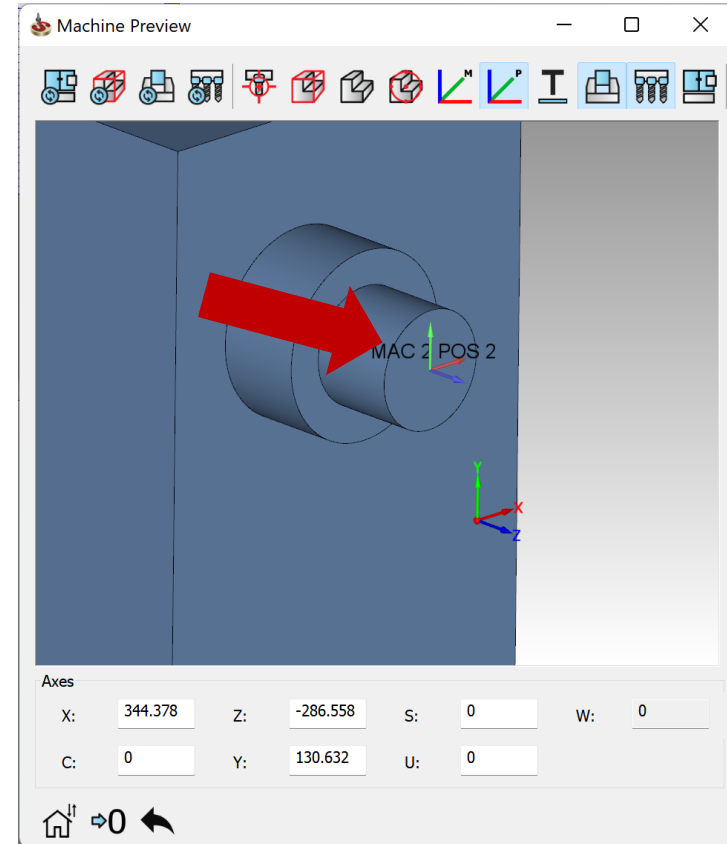 Machine Preview
M
P
MAC 2 POS 2
Y
X
Z
Axes
X: 344.378 Z: -286.558 S: 0 W: 0
C: 0 Y: 130.632 U: 0
0